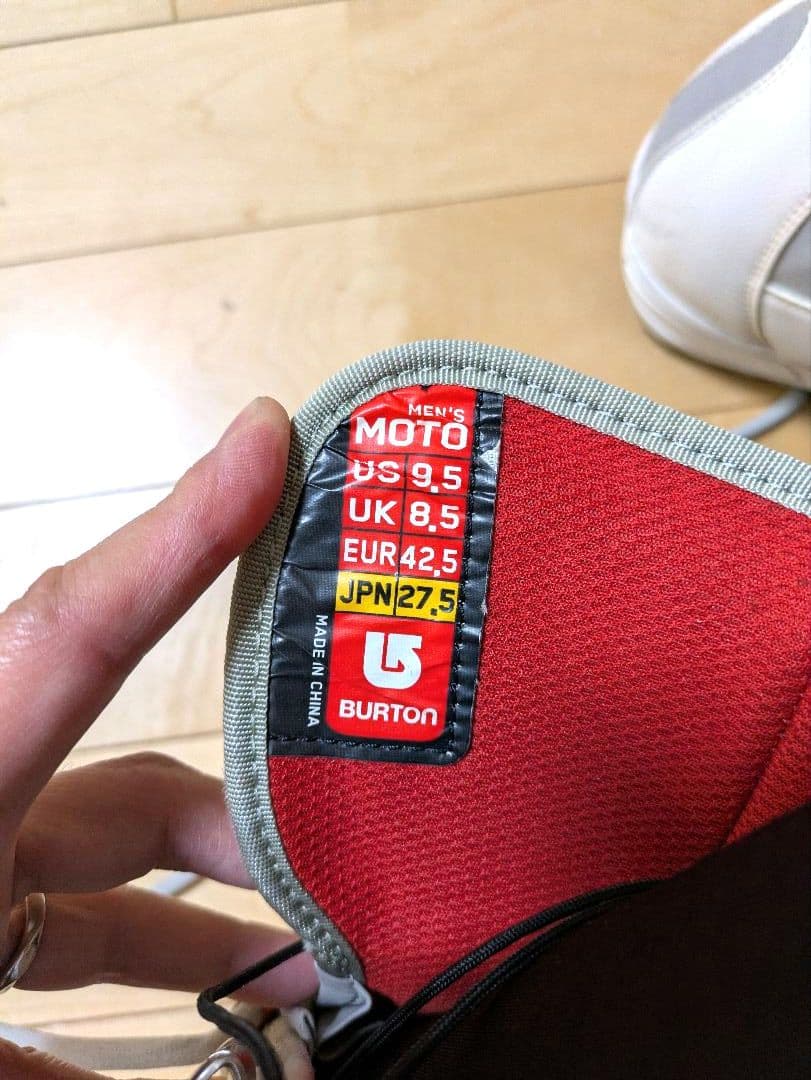 MEN'S
MOTO
US 9.5
UK 8.5
EUR 42.5
JPN 27.5
BURTON
MADE IN CHINA